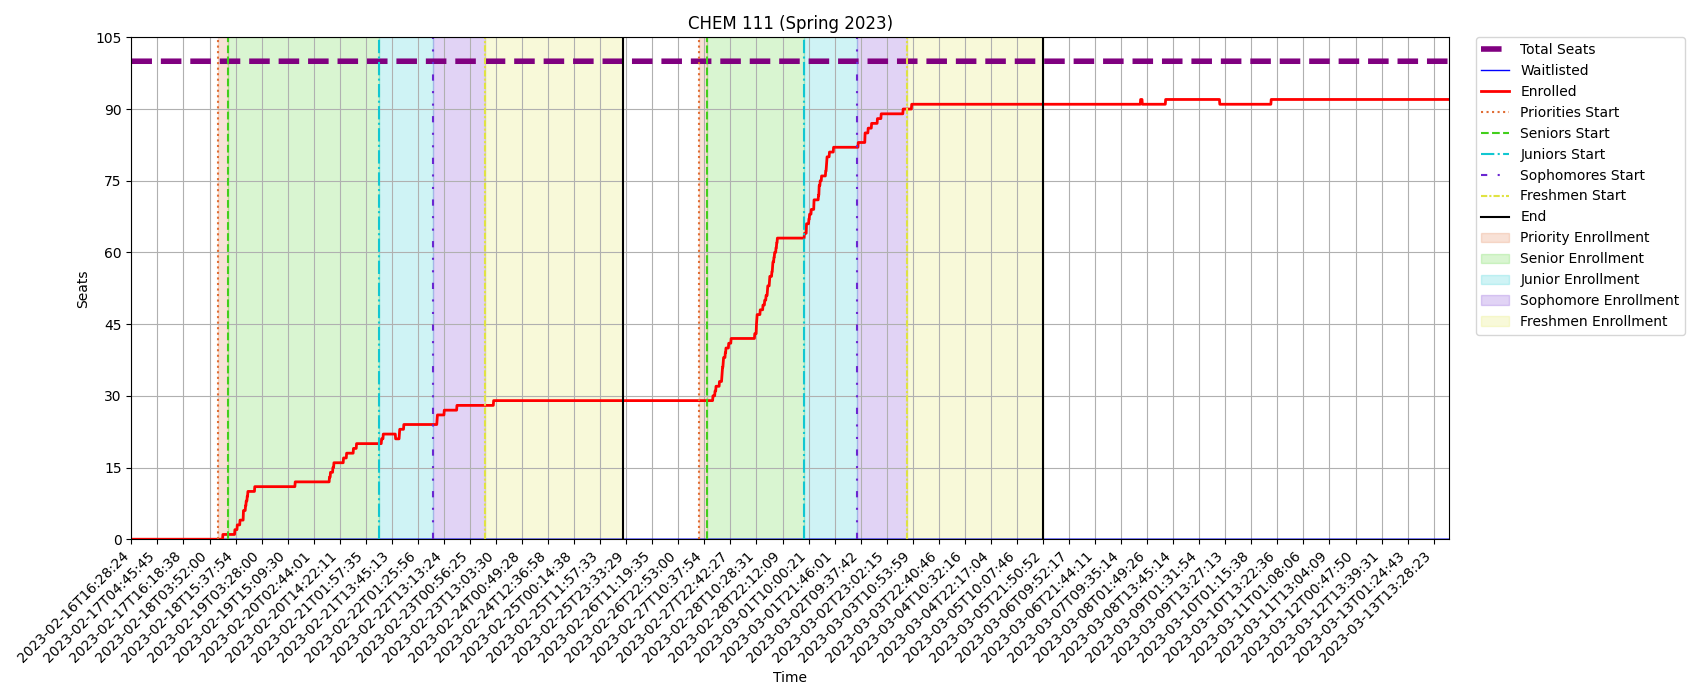 CHEM 111 (Spring 2023)
105
90
75
60
45
30
15
0
Seats
2023-02-16T16:28:24
2023-02-17T04:45:45
2023-02-17T16:18:38
2023-02-18T03:52:00
2023-02-18T15:37:54
2023-02-19T03:28:00
2023-02-19T15:09:30
2023-02-20T02:44:01
2023-02-20T14:22:11
2023-02-21T01:57:35
2023-02-21T13:45:13
2023-02-22T01:25:56
2023-02-22T13:13:24
2023-02-23T00:56:25
2023-02-23T13:03:30
2023-02-24T00:49:28
2023-02-24T12:36:58
2023-02-25T00:14:38
2023-02-25T11:57:33
2023-02-25T23:33:29
2023-02-26T11:19:35
2023-02-26T22:53:00
2023-02-27T10:37:54
2023-02-27T22:42:27
2023-02-28T10:28:31
2023-02-28T22:12:09
2023-03-01T10:00:21
2023-03-01T21:46:01
2023-03-02T09:37:42
2023-03-02T23:02:15
2023-03-03T10:53:59
2023-03-03T22:40:46
2023-03-04T10:32:16
2023-03-04T22:17:04
2023-03-05T10:07:46
2023-03-05T21:50:52
2023-03-06T09:52:17
2023-03-06T21:44:11
2023-03-07T09:35:14
2023-03-08T01:49:26
2023-03-08T13:45:14
2023-03-09T01:31:54
2023-03-09T13:27:13
2023-03-10T01:15:38
2023-03-10T13:22:36
2023-03-11T01:08:06
2023-03-11T13:04:09
2023-03-12T00:47:50
2023-03-12T13:39:31
2023-03-13T01:24:43
2023-03-13T13:28:23
Time
Total Seats
Waitlisted
Enrolled
Priorities Start
Seniors Start
Juniors Start
Sophomores Start
Freshmen Start
End
Priority Enrollment
Senior Enrollment
Junior Enrollment
Sophomore Enrollment
Freshmen Enrollment